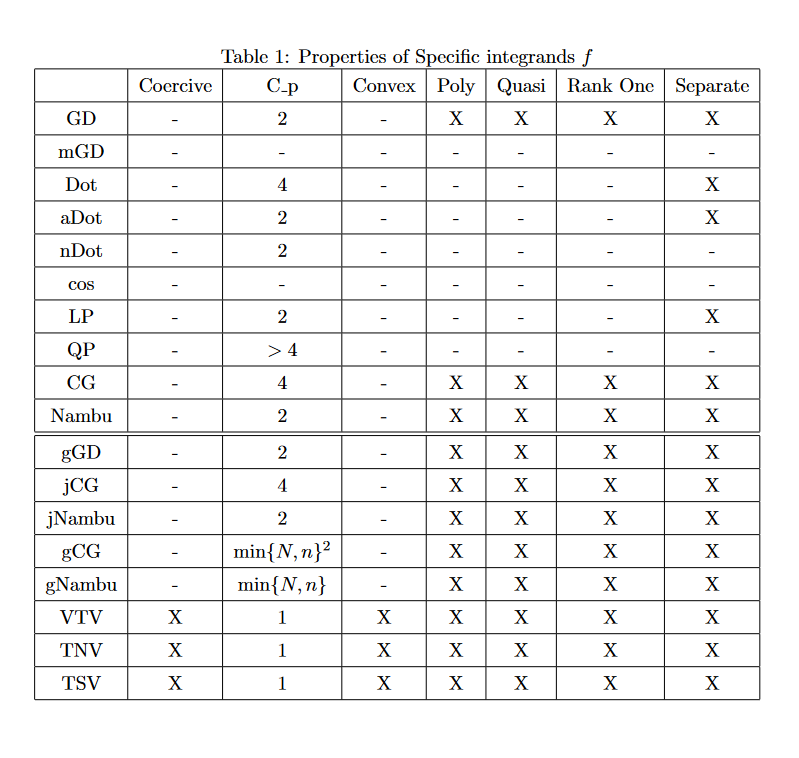 Table 1: Properties of Specific integrands f
Coercive C_p Convex Poly Quasi Rank One Separate
GD - 2 - X X X X
mGD - - - - - - -
Dot - 4 - - - - X
aDot - 2 - - - - X
nDot - 2 - - - - -
cos - - - - - - -
LP - 2 - - - - X
QP - > 4 - - - - -
CG - 4 - X X X X
Nambu - 2 - X X X X
gGD - 2 - X X X X
jCG - 4 - X X X X
jNambu - 2 - X X X X
gCG - min{N, n}² - X X X X
gNambu - min{N, n} - X X X X
VTV X 1 X X X X X
TNV X 1 X X X X X
TSV X 1 X X X X X